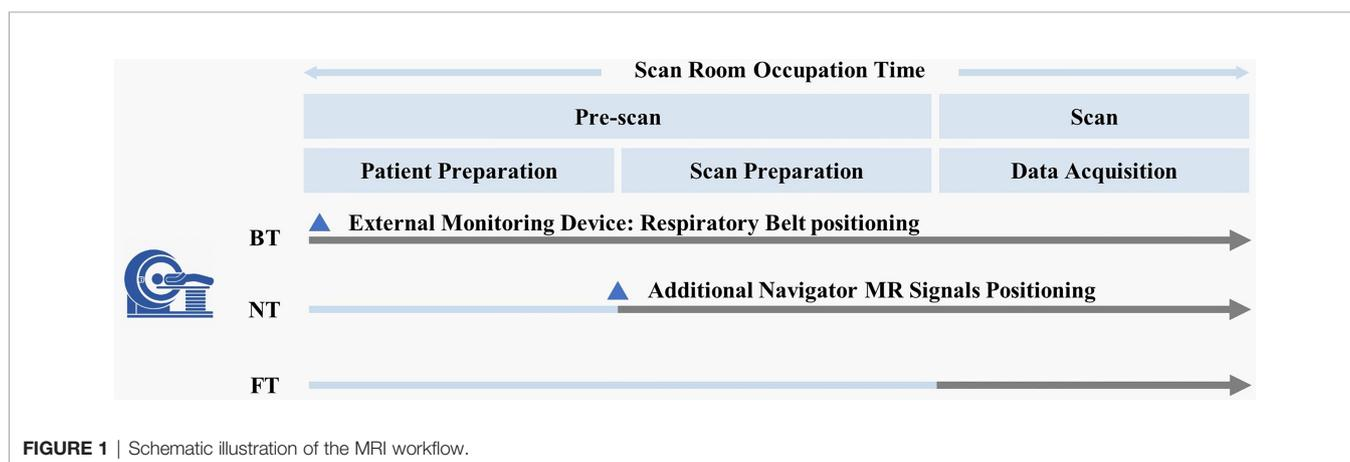 Scan Room Occupation Time
Pre-scan
Scan
Patient Preparation
Scan Preparation
Data Acquisition
External Monitoring Device: Respiratory Belt positioning
BT
Additional Navigator MR Signals Positioning
NT
FT
FIGURE 1 | Schematic illustration of the MRI workflow.